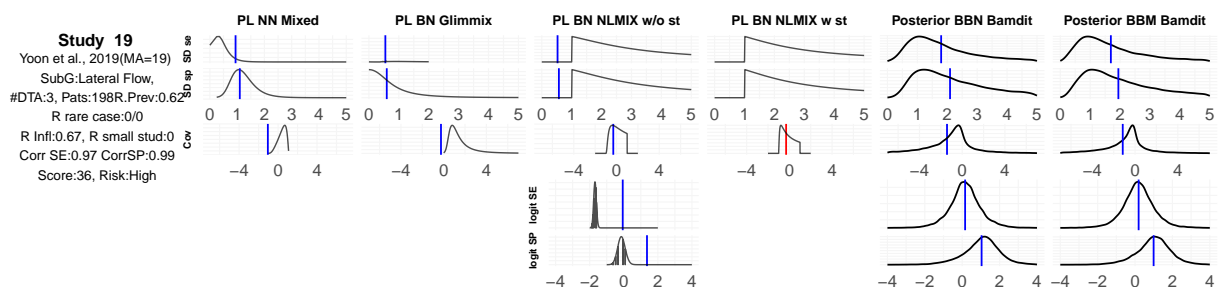 PL NN Mixed PL BN Glimmix PL BN NLMIX w/o st PL BN NLMIX w st Posterior BBN Bamdit Posterior BBM Bamdit
Study 19
Yoon et al., 2019(MA=19)
SubG:Lateral Flow,
#DTA:3, Pats:198R.Prev:0.62
R rare case:0/0
R Infl:0.67, R small stud:0
Corr SE:0.97 CorrSP:0.99
Score:36, Risk:High
SD se
SD sp
0 1 2 3 4 5 0 1 2 3 4 5 0 1 2 3 4 5 0 1 2 3 4 5 0 1 2 3 4 5 0 1 2 3 4 5
Cov
−4 0 4 −4 0 4 −4 0 4 −4 0 4 −4 0 4 −4 0 4
logit SE
logit SP
−4 −2 0 2 4 −4 −2 0 2 4 −4 −2 0 2 4